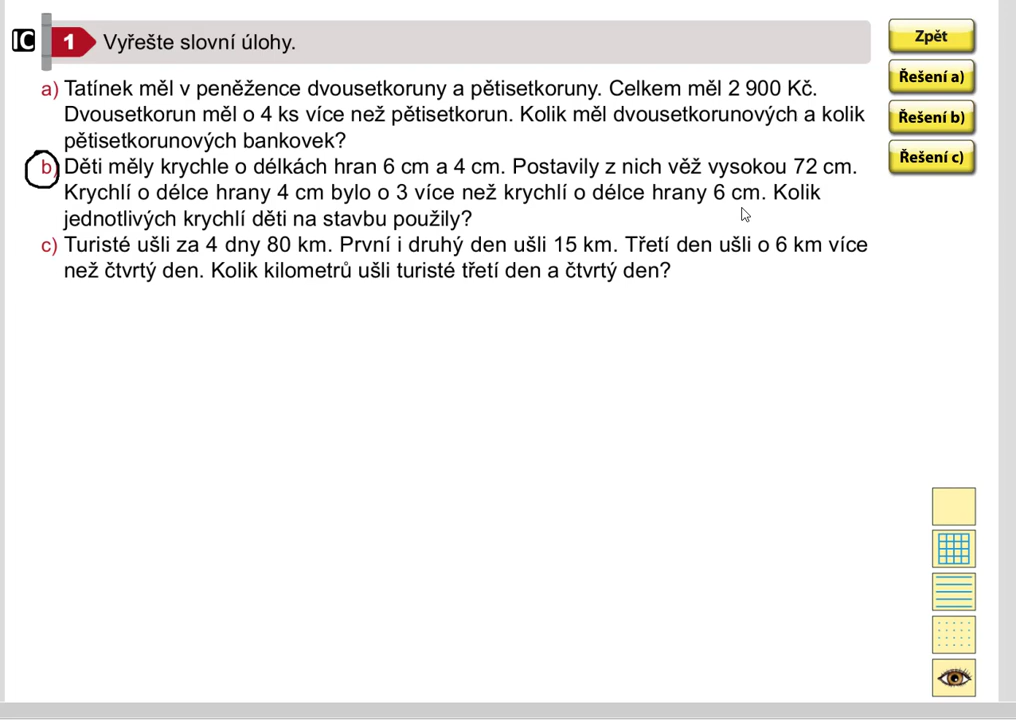 IC
1 Vyřešte slovní úlohy.
Zpět
Řešení a)
Řešení b)
Řešení c)
a) Tatínek měl v peněžence dvousetkoruny a pětisetkoruny. Celkem měl 2 900 Kč.
Dvousetkorun měl o 4 ks více než pětisetkorun. Kolik měl dvousetkorunových a kolik
pětisetkorunových bankovek?
b) Děti měly krychle o délkách hran 6 cm a 4 cm. Postavily z nich věž vysokou 72 cm.
Krychlí o délce hrany 4 cm bylo o 3 více než krychlí o délce hrany 6 cm. Kolik
jednotlivých krychlí děti na stavbu použily?
c) Turisté ušli za 4 dny 80 km. První i druhý den ušli 15 km. Třetí den ušli o 6 km více
než čtvrtý den. Kolik kilometrů ušli turisté třetí den a čtvrtý den?